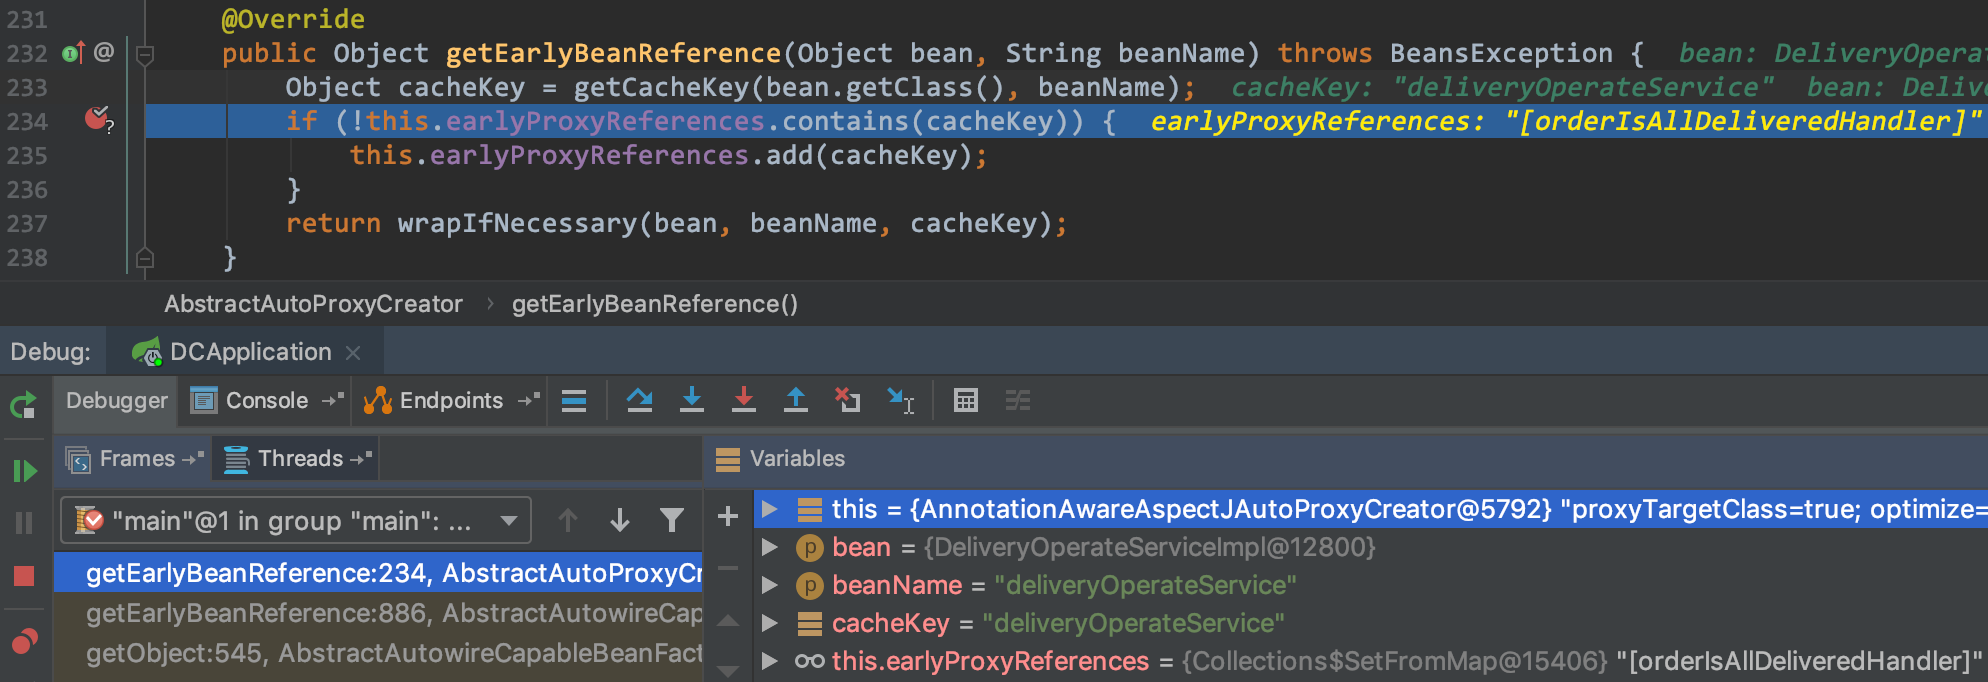 231 @Override
232 @ public Object getEarlyBeanReference(Object bean, String beanName) throws BeansException { bean: DeliveryOperat
233 Object cacheKey = getCacheKey(bean.getClass(), beanName); cacheKey: "deliveryOperateService" bean: Delive
234 if (!this.earlyProxyReferences.contains(cacheKey)) { earlyProxyReferences: "[orderIsAllDeliveredHandler]"
235 this.earlyProxyReferences.add(cacheKey);
236 }
237 return wrapIfNecessary(bean, beanName, cacheKey);
238 }
AbstractAutoProxyCreator › getEarlyBeanReference()
Debug: DCApplication
Debugger Console Endpoints
Frames Threads Variables
"main"@1 in group "main": ...
this = {AnnotationAwareAspectJAutoProxyCreator@5792} "proxyTargetClass=true; optimize=
bean = {DeliveryOperateServiceImpl@12800}
getEarlyBeanReference:234, AbstractAutoProxyCr
beanName = "deliveryOperateService"
getEarlyBeanReference:886, AbstractAutowireCap
cacheKey = "deliveryOperateService"
getObject:545, AbstractAutowireCapableBeanFact
this.earlyProxyReferences = {Collections$SetFromMap@15406} "[orderIsAllDeliveredHandler]"